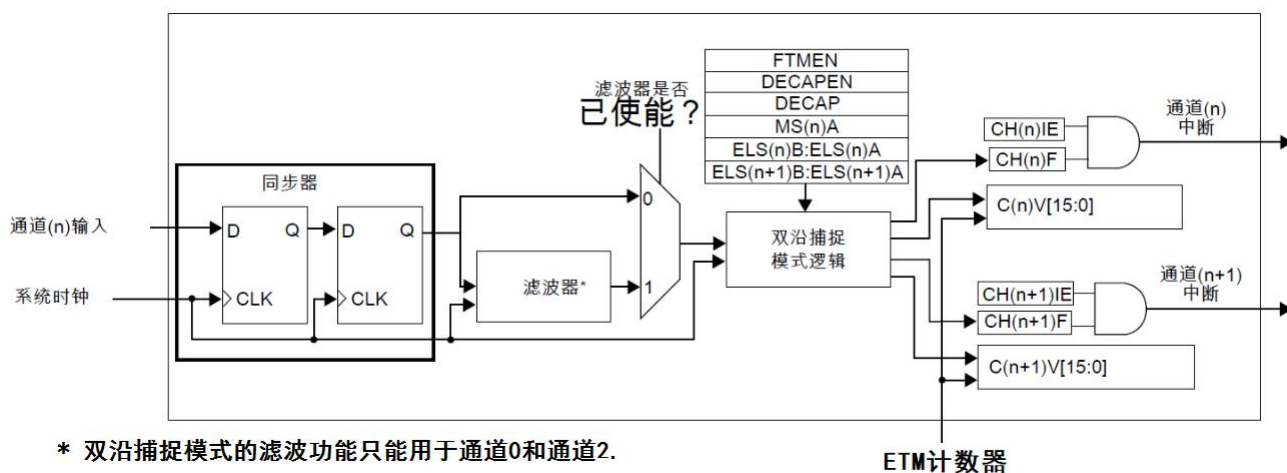 FTMEN
DECAPEN
DECAP
MS(n)A
ELS(n)B:ELS(n)A
ELS(n+1)B:ELS(n+1)A
滤波器是否
已使能？
通道(n)
中断
CH(n)IE
CH(n)F
C(n)V[15:0]
同步器
通道(n)输入
D Q
D Q
0
系统时钟
CLK
CLK
滤波器*
1
双沿捕捉
模式逻辑
通道(n+1)
中断
CH(n+1)IE
CH(n+1)F
C(n+1)V[15:0]
* 双沿捕捉模式的滤波功能只能用于通道0和通道2.
ETM计数器